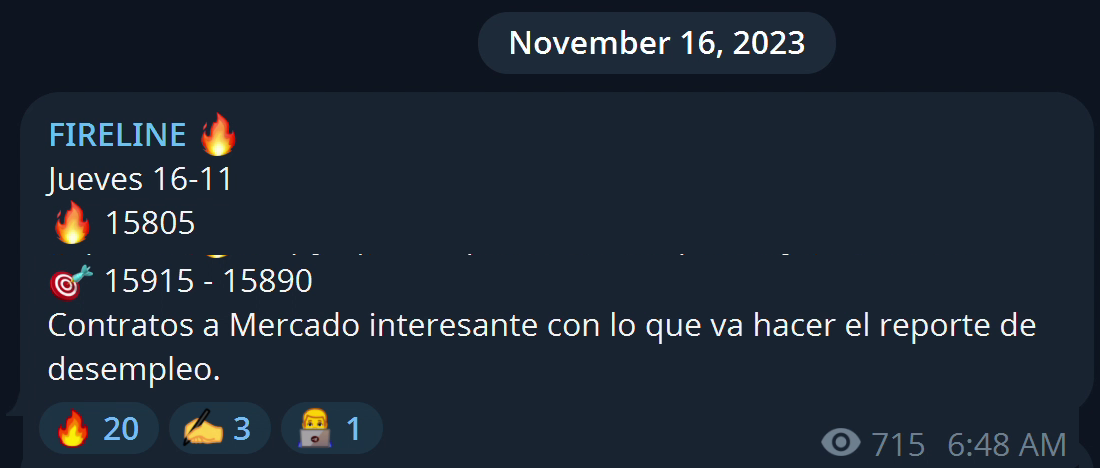 November 16, 2023
FIRELINE 🔥
Jueves 16-11
🔥 15805
🎯 15915 - 15890
Contratos a Mercado interesante con lo que va hacer el reporte de
desempleo.
🔥 20 ✍️ 3 👨‍💻 1
715 6:48 AM